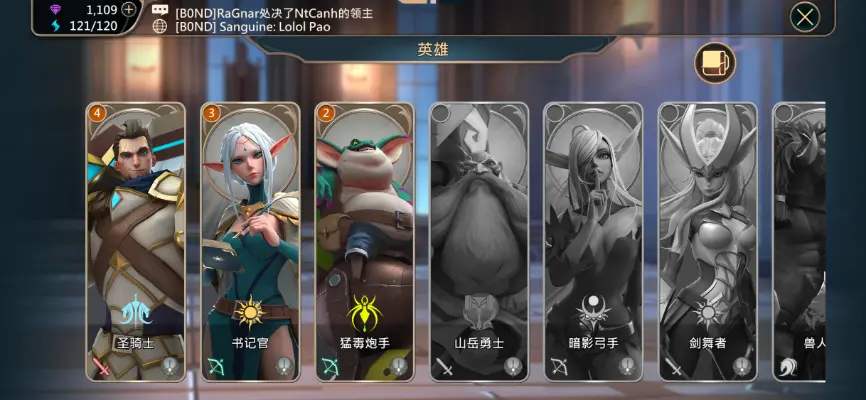 1,109
121/120
[B0ND]RaGnar处决了NtCanh的领主
[B0ND] Sanguine: Lolol Pao
英雄
4
3
2
圣骑士
书记官
猛毒炮手
山岳勇士
暗影弓手
剑舞者
兽人